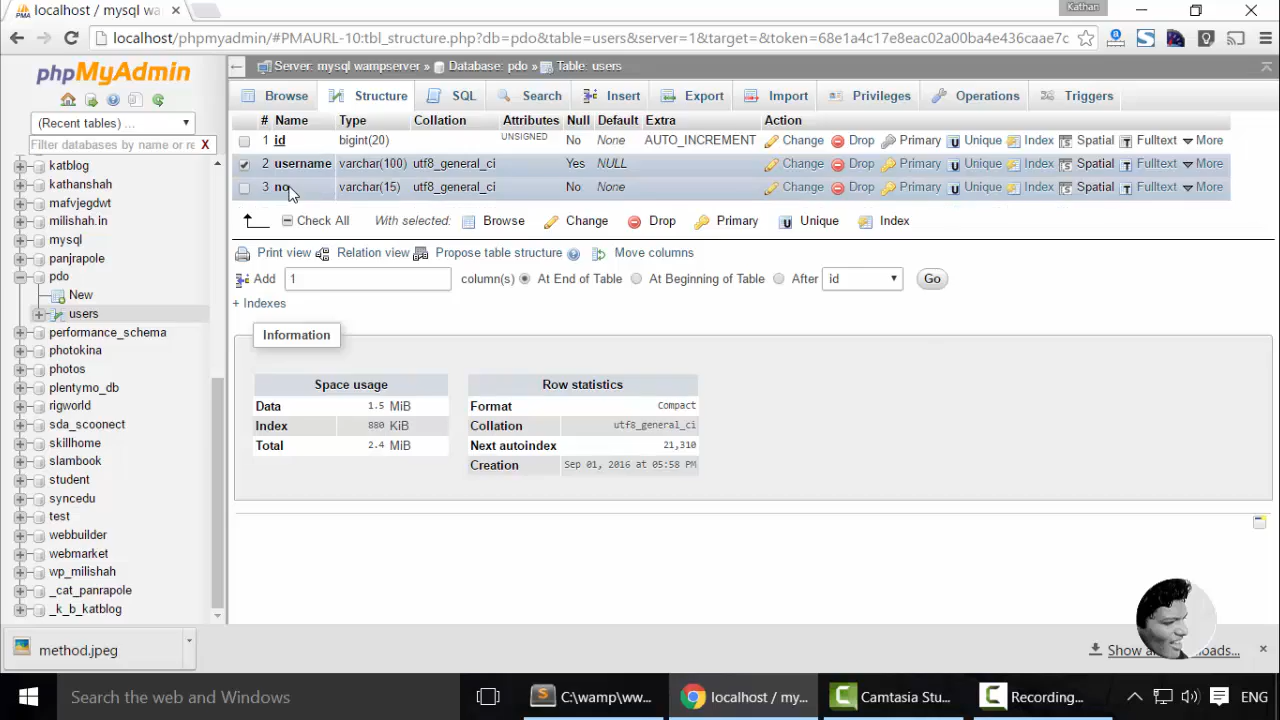 localhost / mysql wa ×
Kathan
localhost/phpmyadmin/#PMAURL-10:tbl_structure.php?db=pdo&table=users&server=1&target=&token=68e1a4c17e8eac02a00ba4e436caae7c
phpMyAdmin
(Recent tables) ...
Filter databases by name or re X
katblog
kathanshah
mafvjegdwt
milishah.in
mysql
panjrapole
pdo
New
users
performance_schema
photokina
photos
plentymo_db
rigworld
sda_scoonect
skillhome
slambook
student
syncedu
test
webbuilder
webmarket
wp_milishah
_cat_panrapole
_k_b_katblog
Server: mysql wampserver » Database: pdo » Table: users
Browse Structure SQL Search Insert Export Import Privileges Operations Triggers
# Name Type Collation Attributes Null Default Extra Action
1 id bigint(20) UNSIGNED No None AUTO_INCREMENT Change Drop Primary Unique Index Spatial Fulltext More
2 username varchar(100) utf8_general_ci Yes NULL Change Drop Primary Unique Index Spatial Fulltext More
3 no varchar(15) utf8_general_ci No None Change Drop Primary Unique Index Spatial Fulltext More
Check All With selected: Browse Change Drop Primary Unique Index
Print view Relation view Propose table structure Move columns
Add 1 column(s) At End of Table At Beginning of Table After id Go
+ Indexes
Information
Space usage
Data 1.5 MiB
Index 880 KiB
Total 2.4 MiB
Row statistics
Format Compact
Collation utf8_general_ci
Next autoindex 21,310
Creation Sep 01, 2016 at 05:58 PM
method.jpeg
Show
Search the web and Windows
C:\wamp\ww...
localhost / my...
Camtasia Stu...
Recording...
ENG